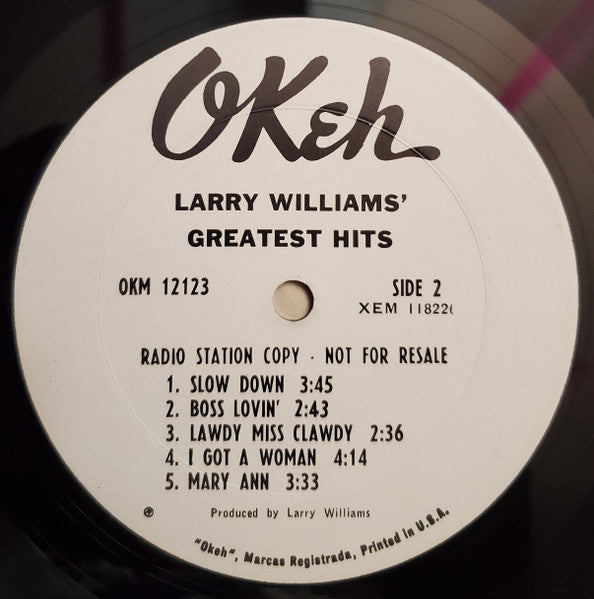 OKeh
LARRY WILLIAMS'
GREATEST HITS
OKM 12123
SIDE 2
XEM 118220
RADIO STATION COPY · NOT FOR RESALE
1. SLOW DOWN 3:45
2. BOSS LOVIN' 2:43
3. LAWDY MISS CLAWDY 2:36
4. I GOT A WOMAN 4:14
5. MARY ANN 3:33
Produced by Larry Williams
"Okeh", Marcas Registrada, Printed in U.S.A.